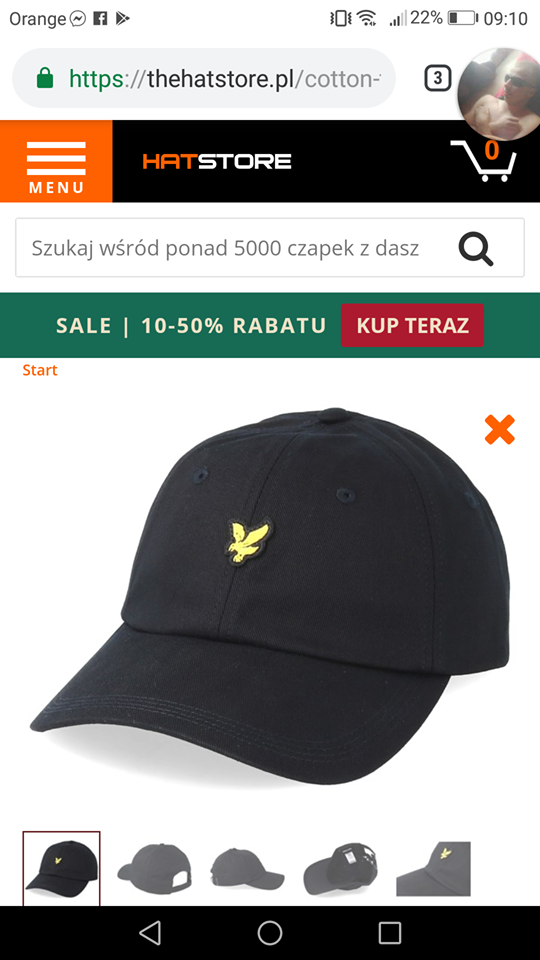 Orange
22%
09:10
https://thehatstore.pl/cotton-
3
MENU
HATSTORE
0
Szukaj wśród ponad 5000 czapek z dasz
SALE | 10-50% RABATU
KUP TERAZ
Start